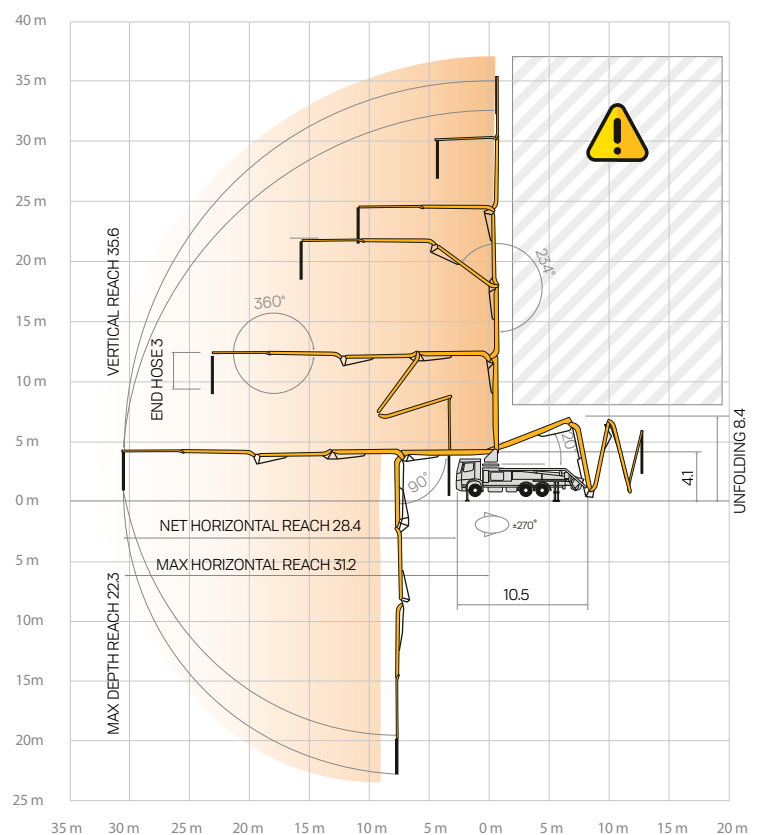 40 m
35 m
30 m
25 m
20 m
15 m
10 m
5 m
0 m
5 m
10 m
15 m
20 m
25 m
VERTICAL REACH 35.6
END HOSE 3
360°
234°
120°
90°
UNFOLDING 8.4
4.1
±270°
NET HORIZONTAL REACH 28.4
MAX HORIZONTAL REACH 31.2
10.5
MAX DEPTH REACH 22.3
35 m 30 m 25 m 20 m 15 m 10 m 5 m 0 m 5 m 10 m 15 m 20 m